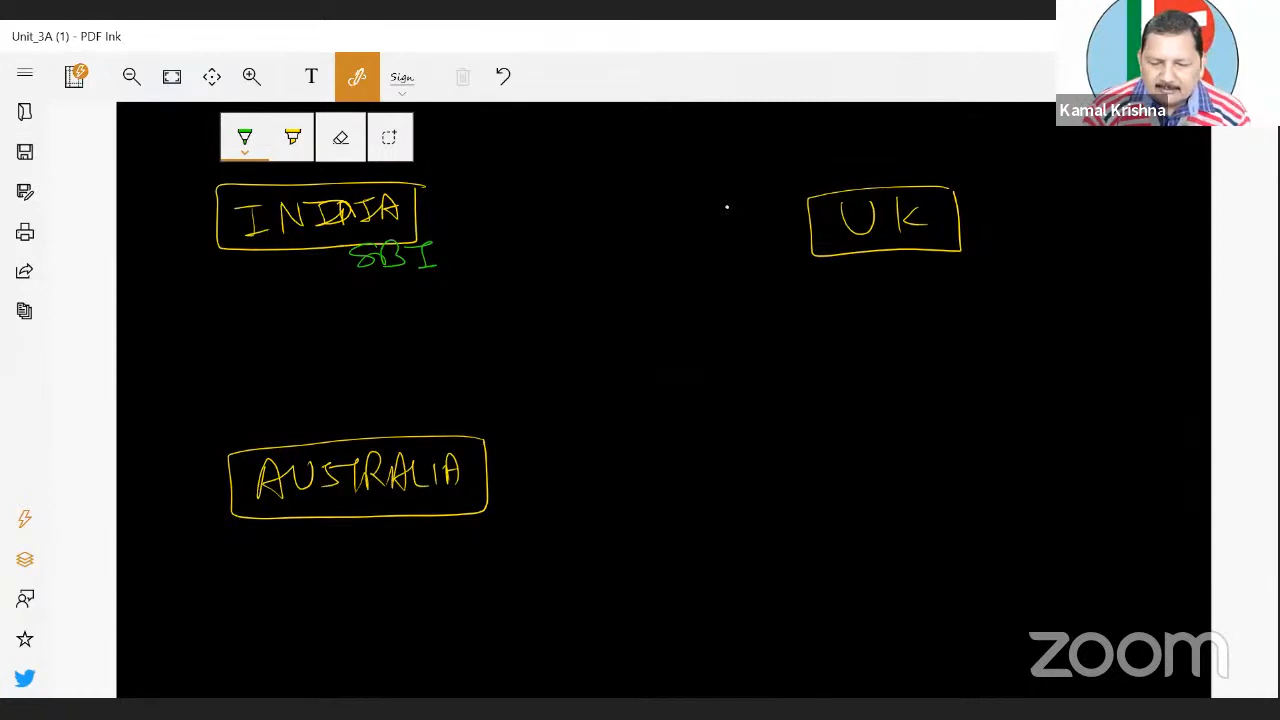 Unit_3A (1) - PDF Ink
T
Sign
Kamal Krishna
INDIA
UK
SBI
AUSTRALIA
zoom